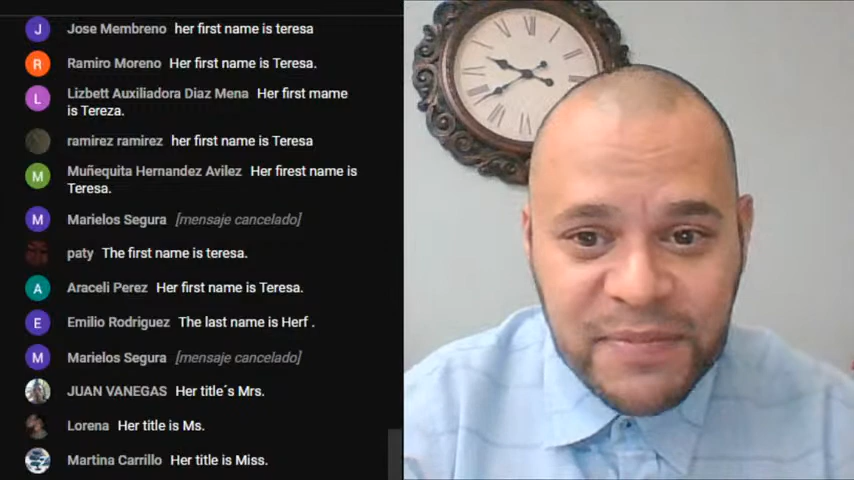 J Jose Membreno her first name is teresa
R Ramiro Moreno Her first name is Teresa.
L Lizbett Auxiliadora Diaz Mena Her first mame
is Tereza.
ramirez ramirez her first name is Teresa
M Muñequita Hernandez Avilez Her firest name is
Teresa.
M Marielos Segura [mensaje cancelado]
paty The first name is teresa.
A Araceli Perez Her first name is Teresa.
E Emilio Rodriguez The last name is Herf .
M Marielos Segura [mensaje cancelado]
JUAN VANEGAS Her title´s Mrs.
Lorena Her title is Ms.
Martina Carrillo Her title is Miss.